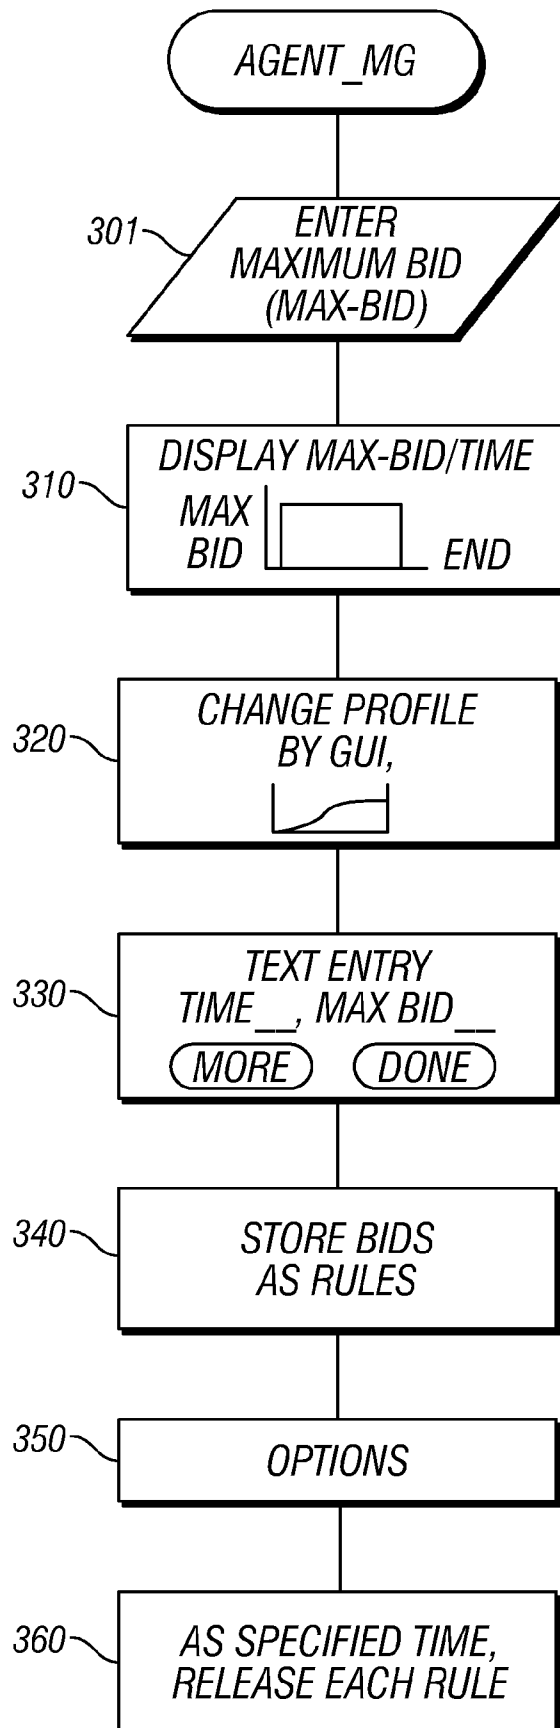 AGENT_MG
301
ENTER
MAXIMUM BID
(MAX-BID)
310
DISPLAY MAX-BID/TIME
MAX
BID
END
320
CHANGE PROFILE
BY GUI,
330
TEXT ENTRY
TIME__, MAX BID__
MORE DONE
340
STORE BIDS
AS RULES
350
OPTIONS
360
AS SPECIFIED TIME,
RELEASE EACH RULE